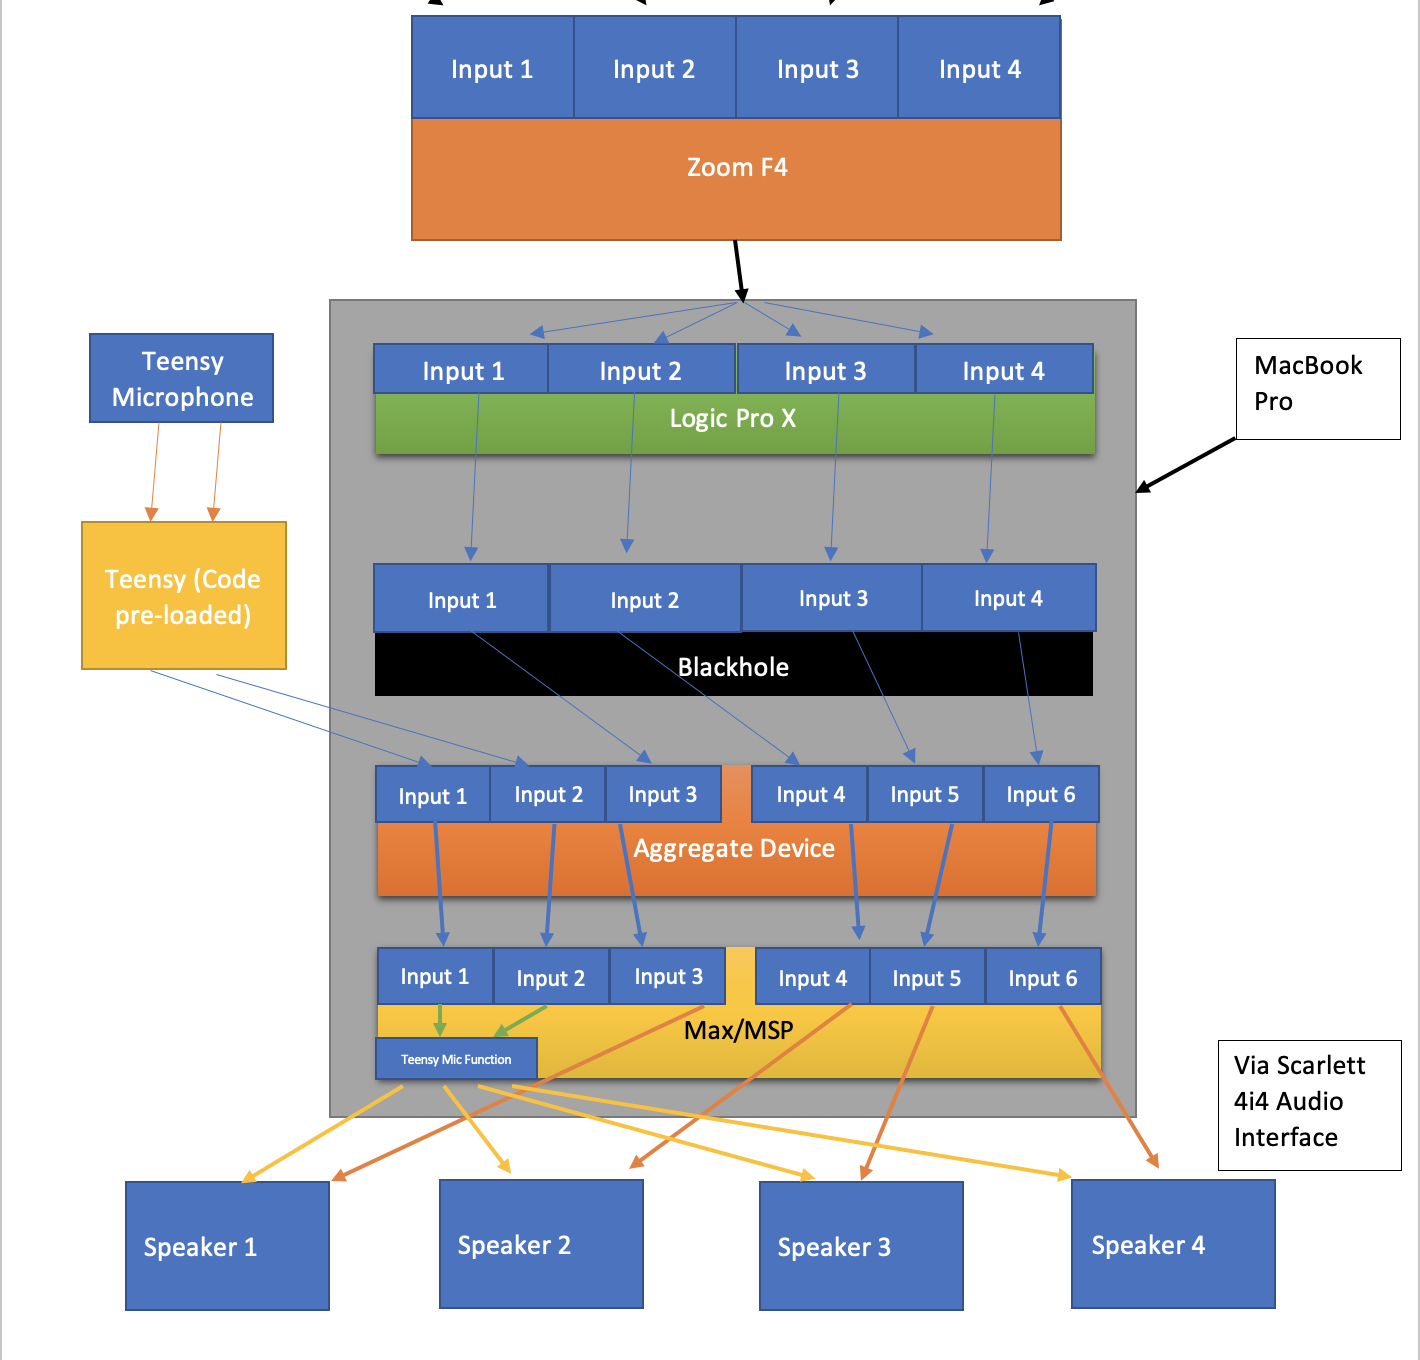 Input 1
Input 2
Input 3
Input 4
Zoom F4
Teensy
Microphone
Input 1
Input 2
Input 3
Input 4
Logic Pro X
MacBook
Pro
Teensy (Code
pre-loaded)
Input 1
Input 2
Input 3
Input 4
Blackhole
Input 1
Input 2
Input 3
Input 4
Input 5
Input 6
Aggregate Device
Input 1
Input 2
Input 3
Input 4
Input 5
Input 6
Max/MSP
Teensy Mic Function
Via Scarlett
4i4 Audio
Interface
Speaker 1
Speaker 2
Speaker 3
Speaker 4